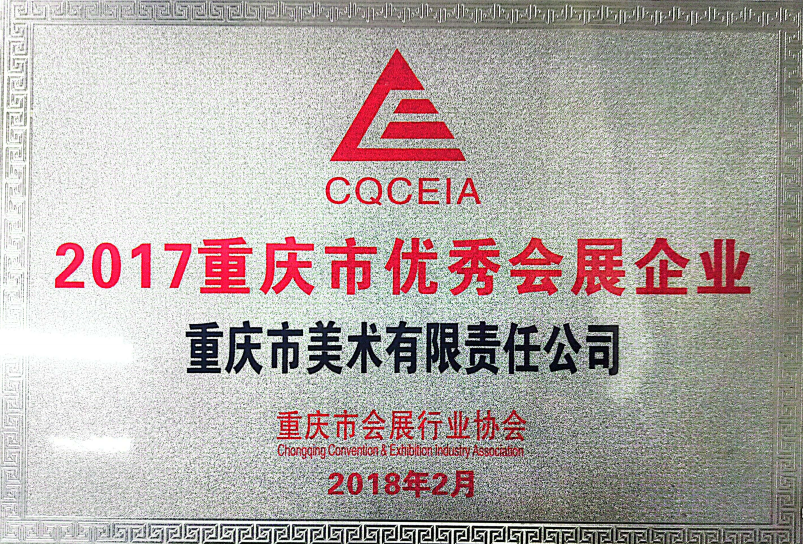 CQCEIA
2017重庆市优秀会展企业
重庆市美术有限责任公司
重庆市会展行业协会
Chongqing Convention & Exhibition Industry Association
2018年2月